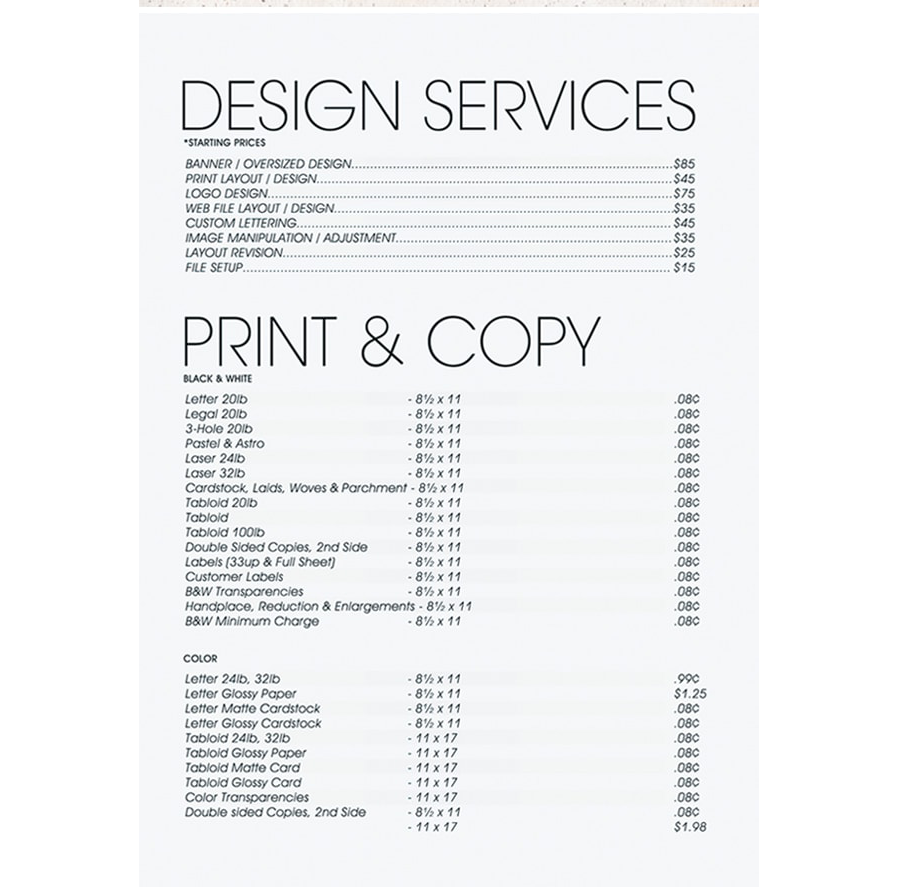 DESIGN SERVICES
*STARTING PRICES
BANNER / OVERSIZED DESIGN........$85
PRINT LAYOUT / DESIGN........$45
LOGO DESIGN........$75
WEB FILE LAYOUT / DESIGN........$35
CUSTOM LETTERING........$45
IMAGE MANIPULATION / ADJUSTMENT........$35
LAYOUT REVISION........$25
FILE SETUP........$15
PRINT & COPY
BLACK & WHITE
Letter 20lb - 8½ x 11 .08¢
Legal 20lb - 8½ x 11 .08¢
3-Hole 20lb - 8½ x 11 .08¢
Pastel & Astro - 8½ x 11 .08¢
Laser 24lb - 8½ x 11 .08¢
Laser 32lb - 8½ x 11 .08¢
Cardstock, Laids, Woves & Parchment - 8½ x 11 .08¢
Tabloid 20lb - 8½ x 11 .08¢
Tabloid - 8½ x 11 .08¢
Tabloid 100lb - 8½ x 11 .08¢
Double Sided Copies, 2nd Side - 8½ x 11 .08¢
Labels (33up & Full Sheet) - 8½ x 11 .08¢
Customer Labels - 8½ x 11 .08¢
B&W Transparencies - 8½ x 11 .08¢
Handplace, Reduction & Enlargements - 8½ x 11 .08¢
B&W Minimum Charge - 8½ x 11 .08¢
COLOR
Letter 24lb, 32lb - 8½ x 11 .99¢
Letter Glossy Paper - 8½ x 11 $1.25
Letter Matte Cardstock - 8½ x 11 .08¢
Letter Glossy Cardstock - 8½ x 11 .08¢
Tabloid 24lb, 32lb - 11 x 17 .08¢
Tabloid Glossy Paper - 11 x 17 .08¢
Tabloid Matte Card - 11 x 17 .08¢
Tabloid Glossy Card - 11 x 17 .08¢
Color Transparencies - 11 x 17 .08¢
Double sided Copies, 2nd Side - 8½ x 11 .08¢
- 11 x 17 $1.98